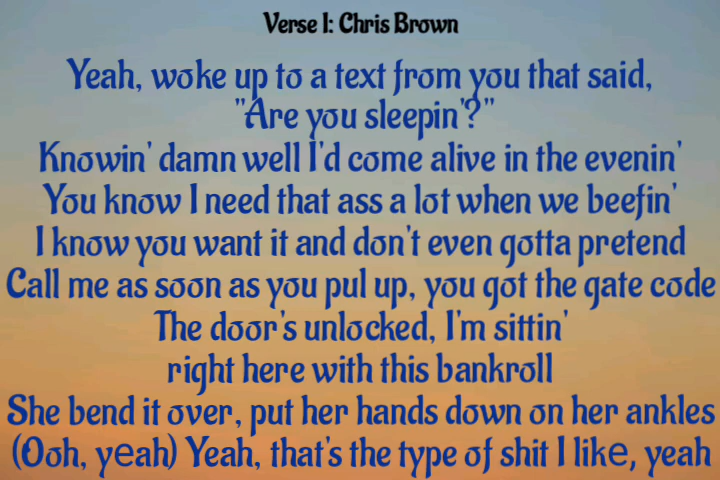 Verse 1: Chris Brown
Yeah, woke up to a text from you that said,
"Are you sleepin'?"
Knowin' damn well I'd come alive in the evenin'
You know I need that ass a lot when we beefin'
I know you want it and don't even gotta pretend
Call me as soon as you pul up, you got the gate code
The door's unlocked, I'm sittin'
right here with this bankroll
She bend it over, put her hands down on her ankles
(Ooh, yeah) Yeah, that's the type of shit I like, yeah